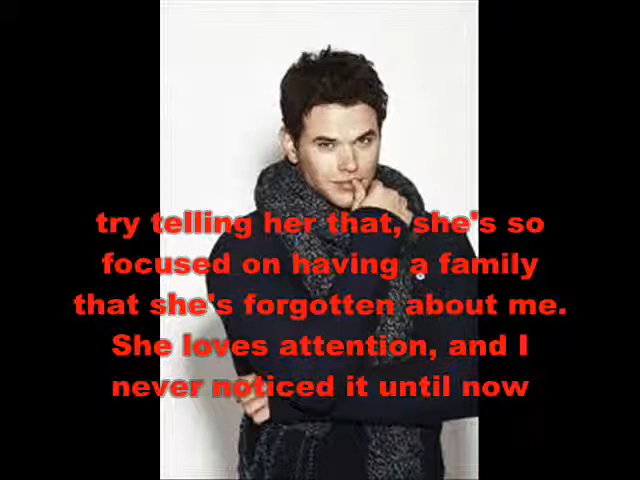 try telling her that, she's so
focused on having a family
that she's forgotten about me.
She loves attention, and I
never noticed it until now